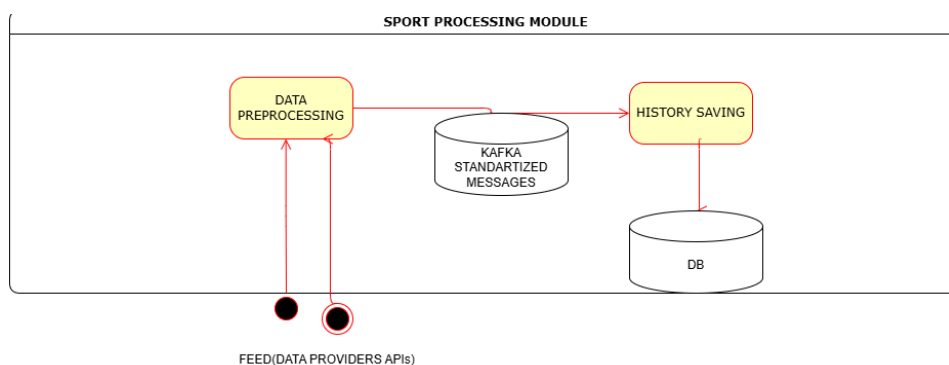 SPORT PROCESSING MODULE
DATA
PREPROCESSING
HISTORY SAVING
KAFKA
STANDARTIZED
MESSAGES
DB
FEED(DATA PROVIDERS APIs)